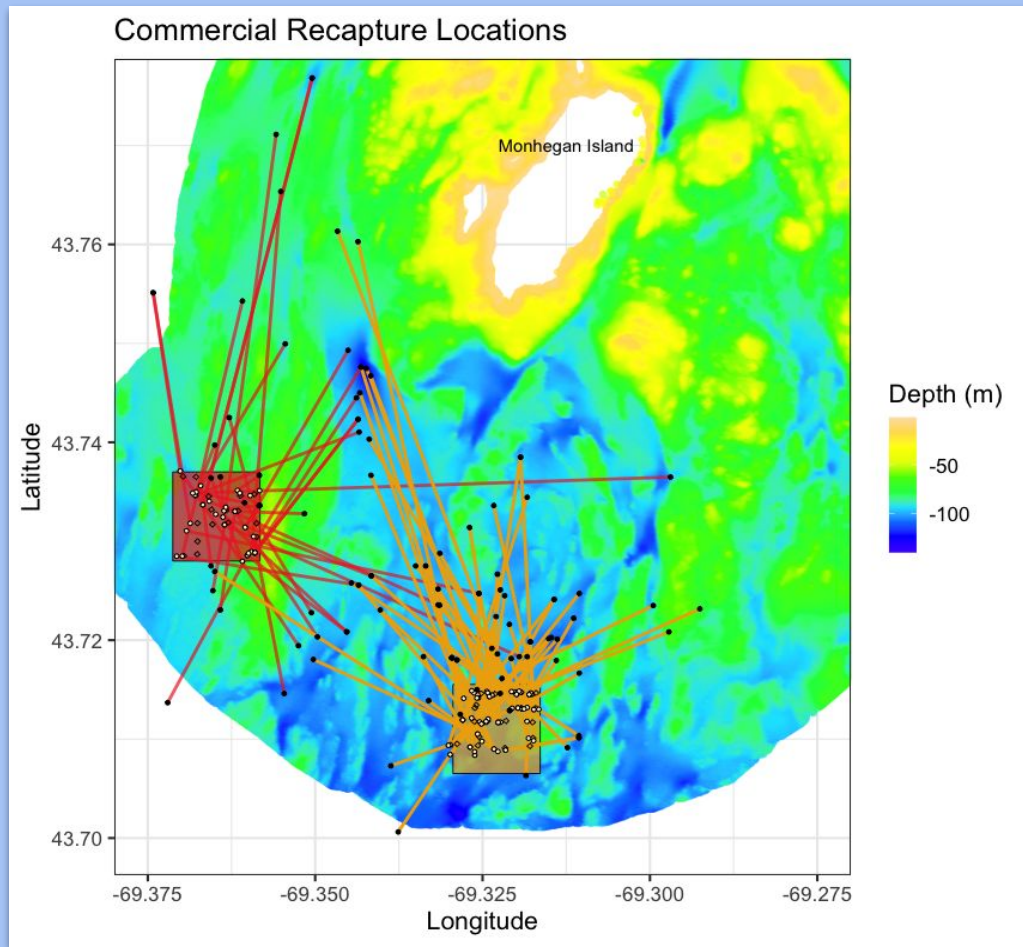 Commercial Recapture Locations
Monhegan Island
43.76
43.74
43.72
43.70
Latitude
-69.375 -69.350 -69.325 -69.300 -69.275
Longitude
Depth (m)
-50
-100